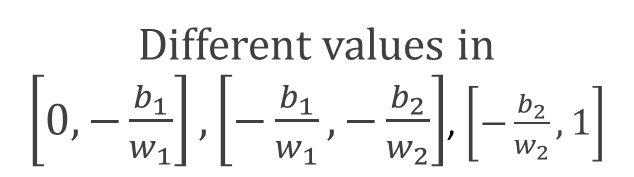 Different values in
[0, −b₁/w₁], [−b₁/w₁, −b₂/w₂], [−b₂/w₂, 1]